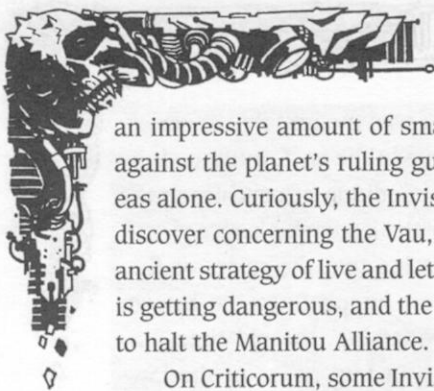 an impressive amount of
against the planet's ruling
eas alone. Curiously, the
discover concerning the Vau,
ancient strategy of live and
is getting dangerous, and the
to halt the Manitou Alliance.
On Criticorum, some